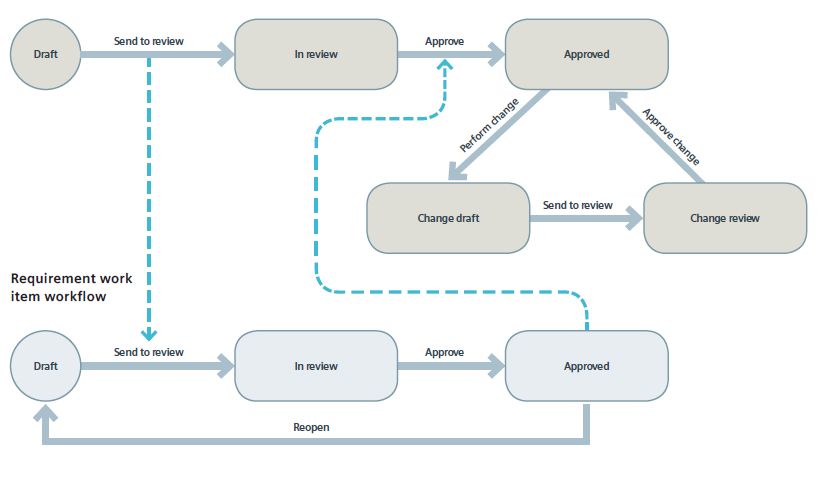 Draft
Send to review
In review
Approve
Approved
Perform change
Approve change
Change draft
Send to review
Change review
Requirement work
item workflow
Draft
Send to review
In review
Approve
Approved
Reopen